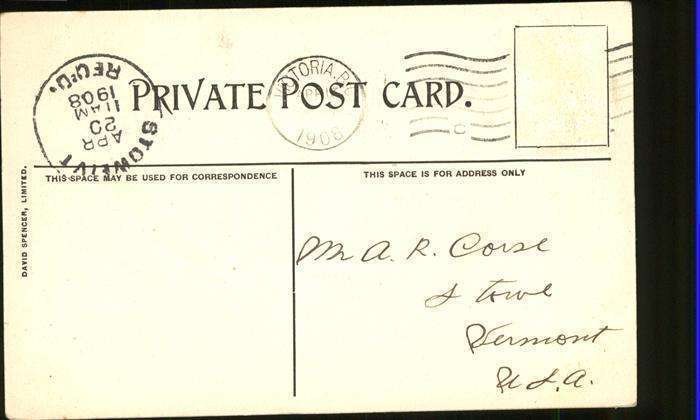 PRIVATE POST CARD.
REC'D.
APR
20
11 AM
1908
STOWE, VT
VICTORIA, B.C.
1908
THIS SPACE MAY BE USED FOR CORRESPONDENCE
THIS SPACE IS FOR ADDRESS ONLY
DAVID SPENCER, LIMITED.
Mr A. R. Corse
Stowe
Vermont
U.S.A.